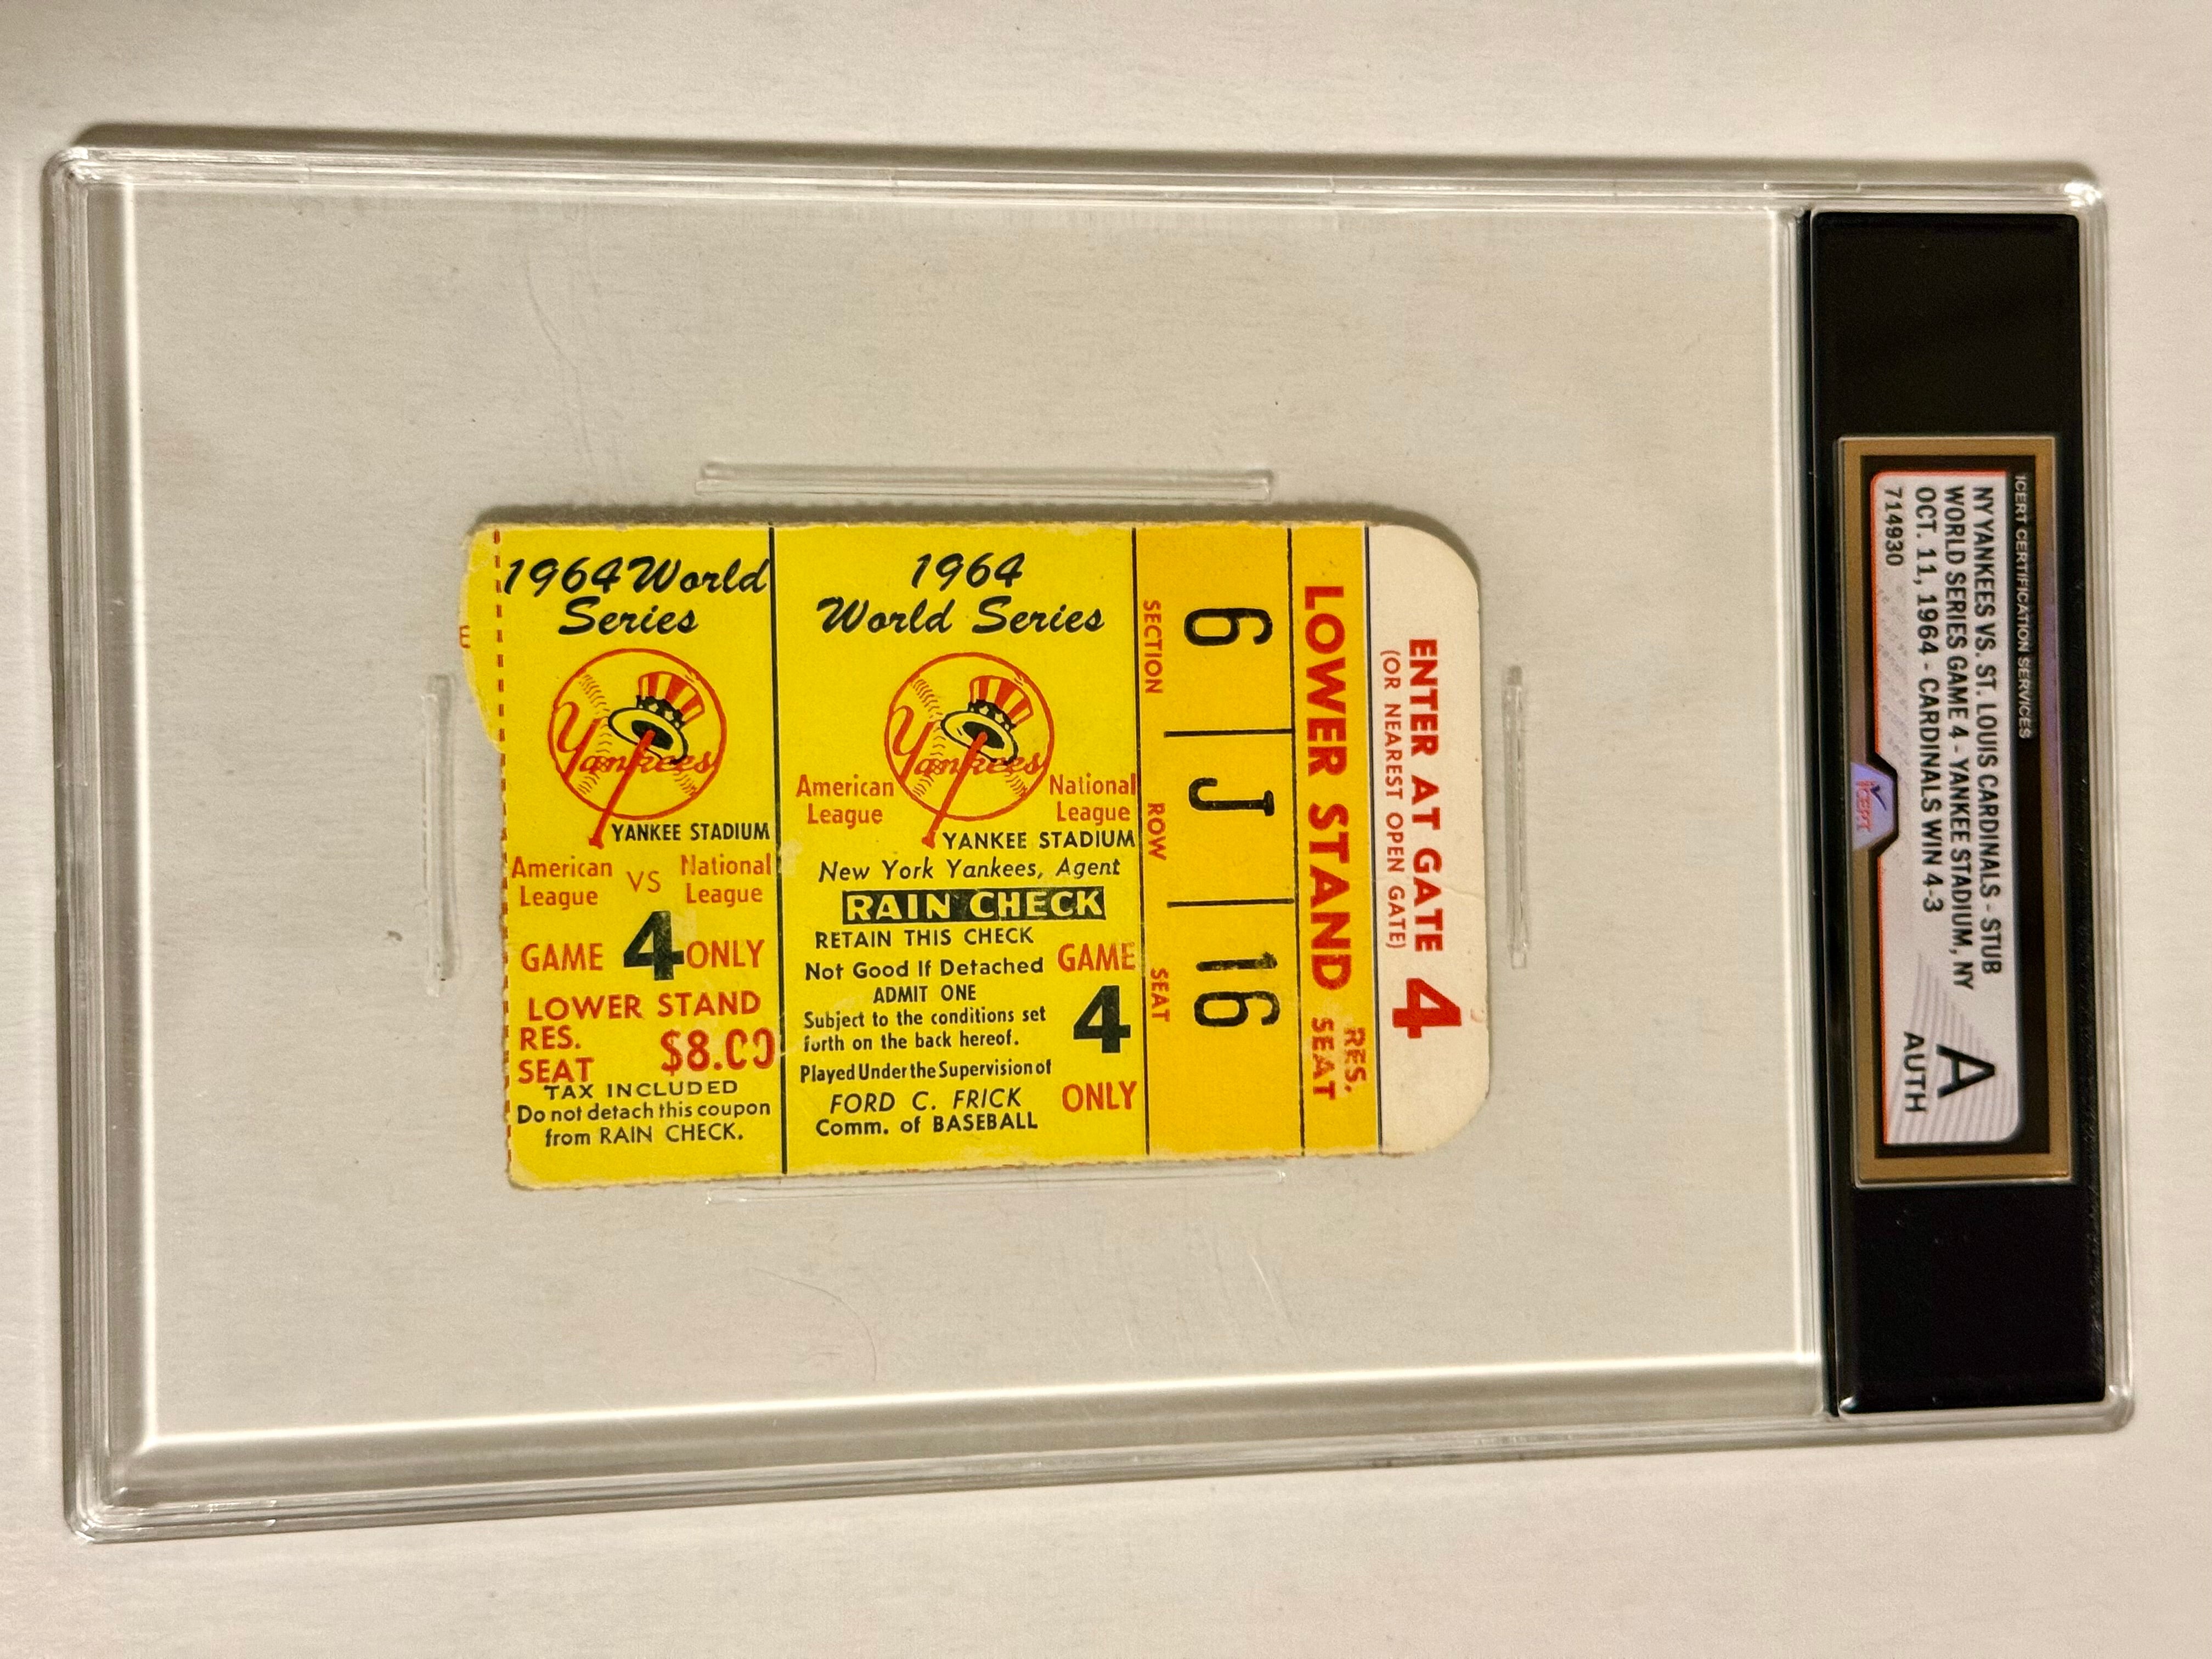 1964 World
Series
Yankees
YANKEE STADIUM
American
League
VS
National
League
GAME 4 ONLY
LOWER STAND
RES.
SEAT
$8.00
TAX INCLUDED
Do not detach this coupon
from RAIN CHECK.
E
1964
World Series
Yankees
American
League
National
League
YANKEE STADIUM
New York Yankees, Agent
RAIN CHECK
RETAIN THIS CHECK
Not Good If Detached
ADMIT ONE
Subject to the conditions set
forth on the back hereof.
Played Under the Supervision of
FORD C. FRICK
Comm. of BASEBALL
GAME
4
ONLY
6 J 16
SECTION ROW SEAT
LOWER STAND RES.
SEAT
ENTER AT GATE 4
(OR NEAREST OPEN GATE)
ICERT CERTIFICATION SERVICES
NY YANKEES VS. ST. LOUIS CARDINALS - STUB
WORLD SERIES GAME 4 - YANKEE STADIUM, NY
OCT. 11, 1964 - CARDINALS WIN 4-3
714930
A
AUTH
ICERT